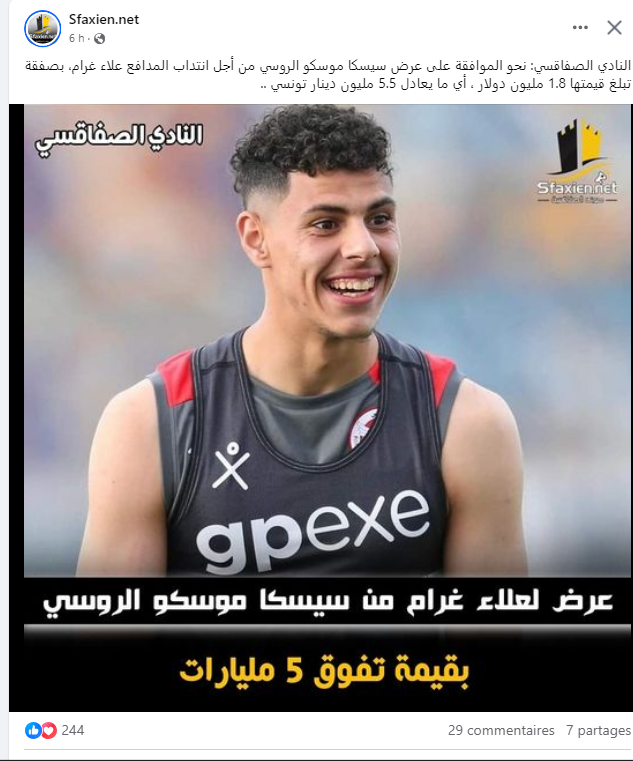 Sfaxien.net
6 h
النادي الصفاقسي: نحو الموافقة على عرض سيسكا موسكو الروسي من أجل انتداب المدافع علاء غرام، بصفقة
تبلغ قيمتها 1.8 مليون دولار ، أي ما يعادل 5.5 مليون دينار تونسي ..
النادي الصفاقسي
Sfaxien.net
gpexe
عرض لعلاء غرام من سيسكا موسكو الروسي
بقيمة تفوق 5 مليارات
244
29 commentaires
7 partages